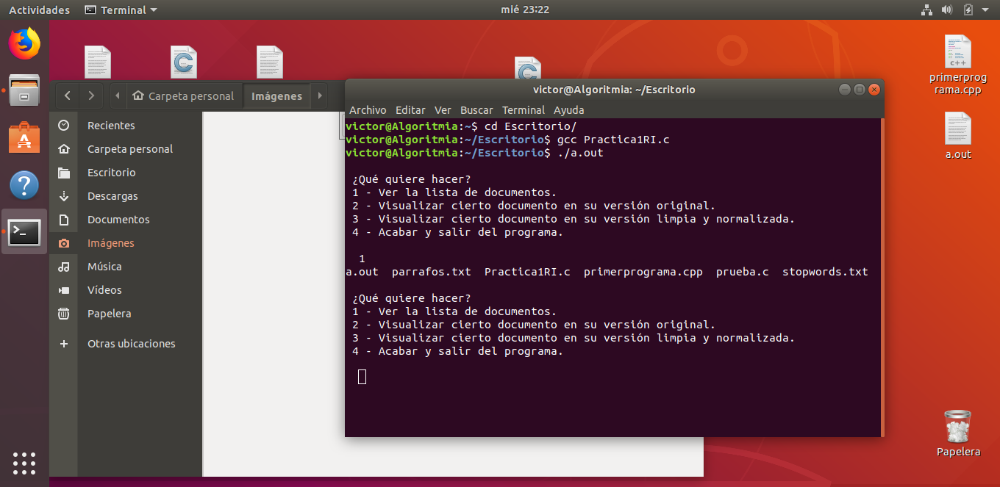 Actividades Terminal mié 23:22
primerprog
rama.cpp
a.out
Papelera
Carpeta personal Imágenes
Recientes
Carpeta personal
Escritorio
Descargas
Documentos
Imágenes
Música
Vídeos
Papelera
Otras ubicaciones
victor@Algoritmia: ~/Escritorio
Archivo Editar Ver Buscar Terminal Ayuda
victor@Algoritmia:~$ cd Escritorio/
victor@Algoritmia:~/Escritorio$ gcc Practica1RI.c
victor@Algoritmia:~/Escritorio$ ./a.out
¿Qué quiere hacer?
1 - Ver la lista de documentos.
2 - Visualizar cierto documento en su versión original.
3 - Visualizar cierto documento en su versión limpia y normalizada.
4 - Acabar y salir del programa.
1
a.out parrafos.txt Practica1RI.c primerprograma.cpp prueba.c stopwords.txt
¿Qué quiere hacer?
1 - Ver la lista de documentos.
2 - Visualizar cierto documento en su versión original.
3 - Visualizar cierto documento en su versión limpia y normalizada.
4 - Acabar y salir del programa.